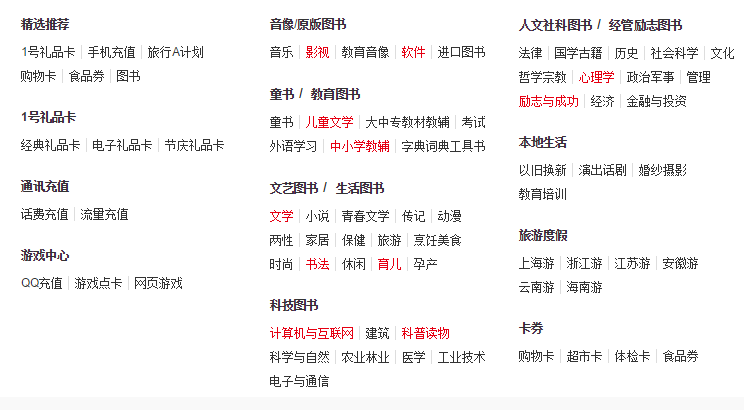 精选推荐
1号礼品卡 手机充值 旅行A计划
购物卡 食品券 图书
1号礼品卡
经典礼品卡 电子礼品卡 节庆礼品卡
通讯充值
话费充值 流量充值
游戏中心
QQ充值 游戏点卡 网页游戏
音像/原版图书
音乐 影视 教育音像 软件 进口图书
童书 / 教育图书
童书 儿童文学 大中专教材教辅 考试
外语学习 中小学教辅 字典词典工具书
文艺图书 / 生活图书
文学 小说 青春文学 传记 动漫
两性 家居 保健 旅游 烹饪美食
时尚 书法 休闲 育儿 孕产
科技图书
计算机与互联网 建筑 科普读物
科学与自然 农业林业 医学 工业技术
电子与通信
人文社科图书 / 经管励志图书
法律 国学古籍 历史 社会科学 文化
哲学宗教 心理学 政治军事 管理
励志与成功 经济 金融与投资
本地生活
以旧换新 演出话剧 婚纱摄影
教育培训
旅游度假
上海游 浙江游 江苏游 安徽游
云南游 海南游
卡券
购物卡 超市卡 体检卡 食品券